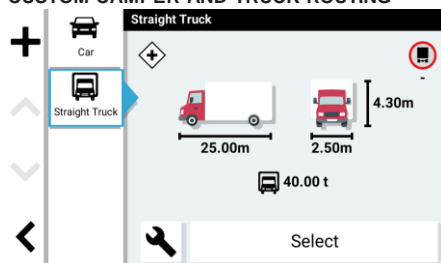 CUSTOM CAMPER AND TRUCK ROUTING
Straight Truck
Car
Straight Truck
4.30m
25.00m
2.50m
40.00 t
Select